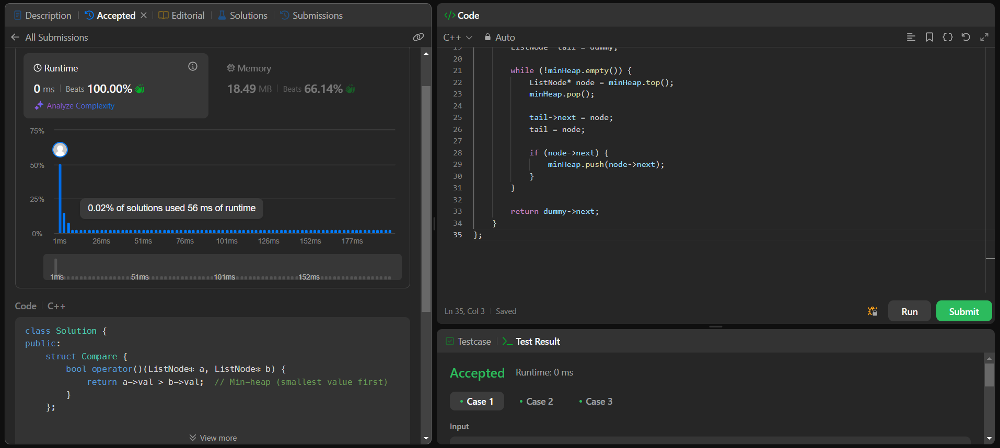 Description | Accepted × | Editorial | Solutions | Submissions
← All Submissions
Runtime
0 ms | Beats 100.00%
Analyze Complexity
Memory
18.49 MB | Beats 66.14%
75%
50%
25%
0%
0.02% of solutions used 56 ms of runtime
1ms 26ms 51ms 76ms 101ms 126ms 152ms 177ms
1ms 51ms 101ms 152ms
Code | C++
class Solution {
public:
    struct Compare {
        bool operator()(ListNode* a, ListNode* b) {
            return a->val > b->val;  // Min-heap (smallest value first)
        }
    };
View more
</> Code
C++ Auto
19 ListNode* tail = dummy;
20
21 while (!minHeap.empty()) {
22     ListNode* node = minHeap.top();
23     minHeap.pop();
24
25     tail->next = node;
26     tail = node;
27
28     if (node->next) {
29         minHeap.push(node->next);
30     }
31 }
32
33 return dummy->next;
34 }
35 };
Ln 35, Col 3 | Saved
Run
Submit
Testcase | >_ Test Result
Accepted Runtime: 0 ms
• Case 1 • Case 2 • Case 3
Input